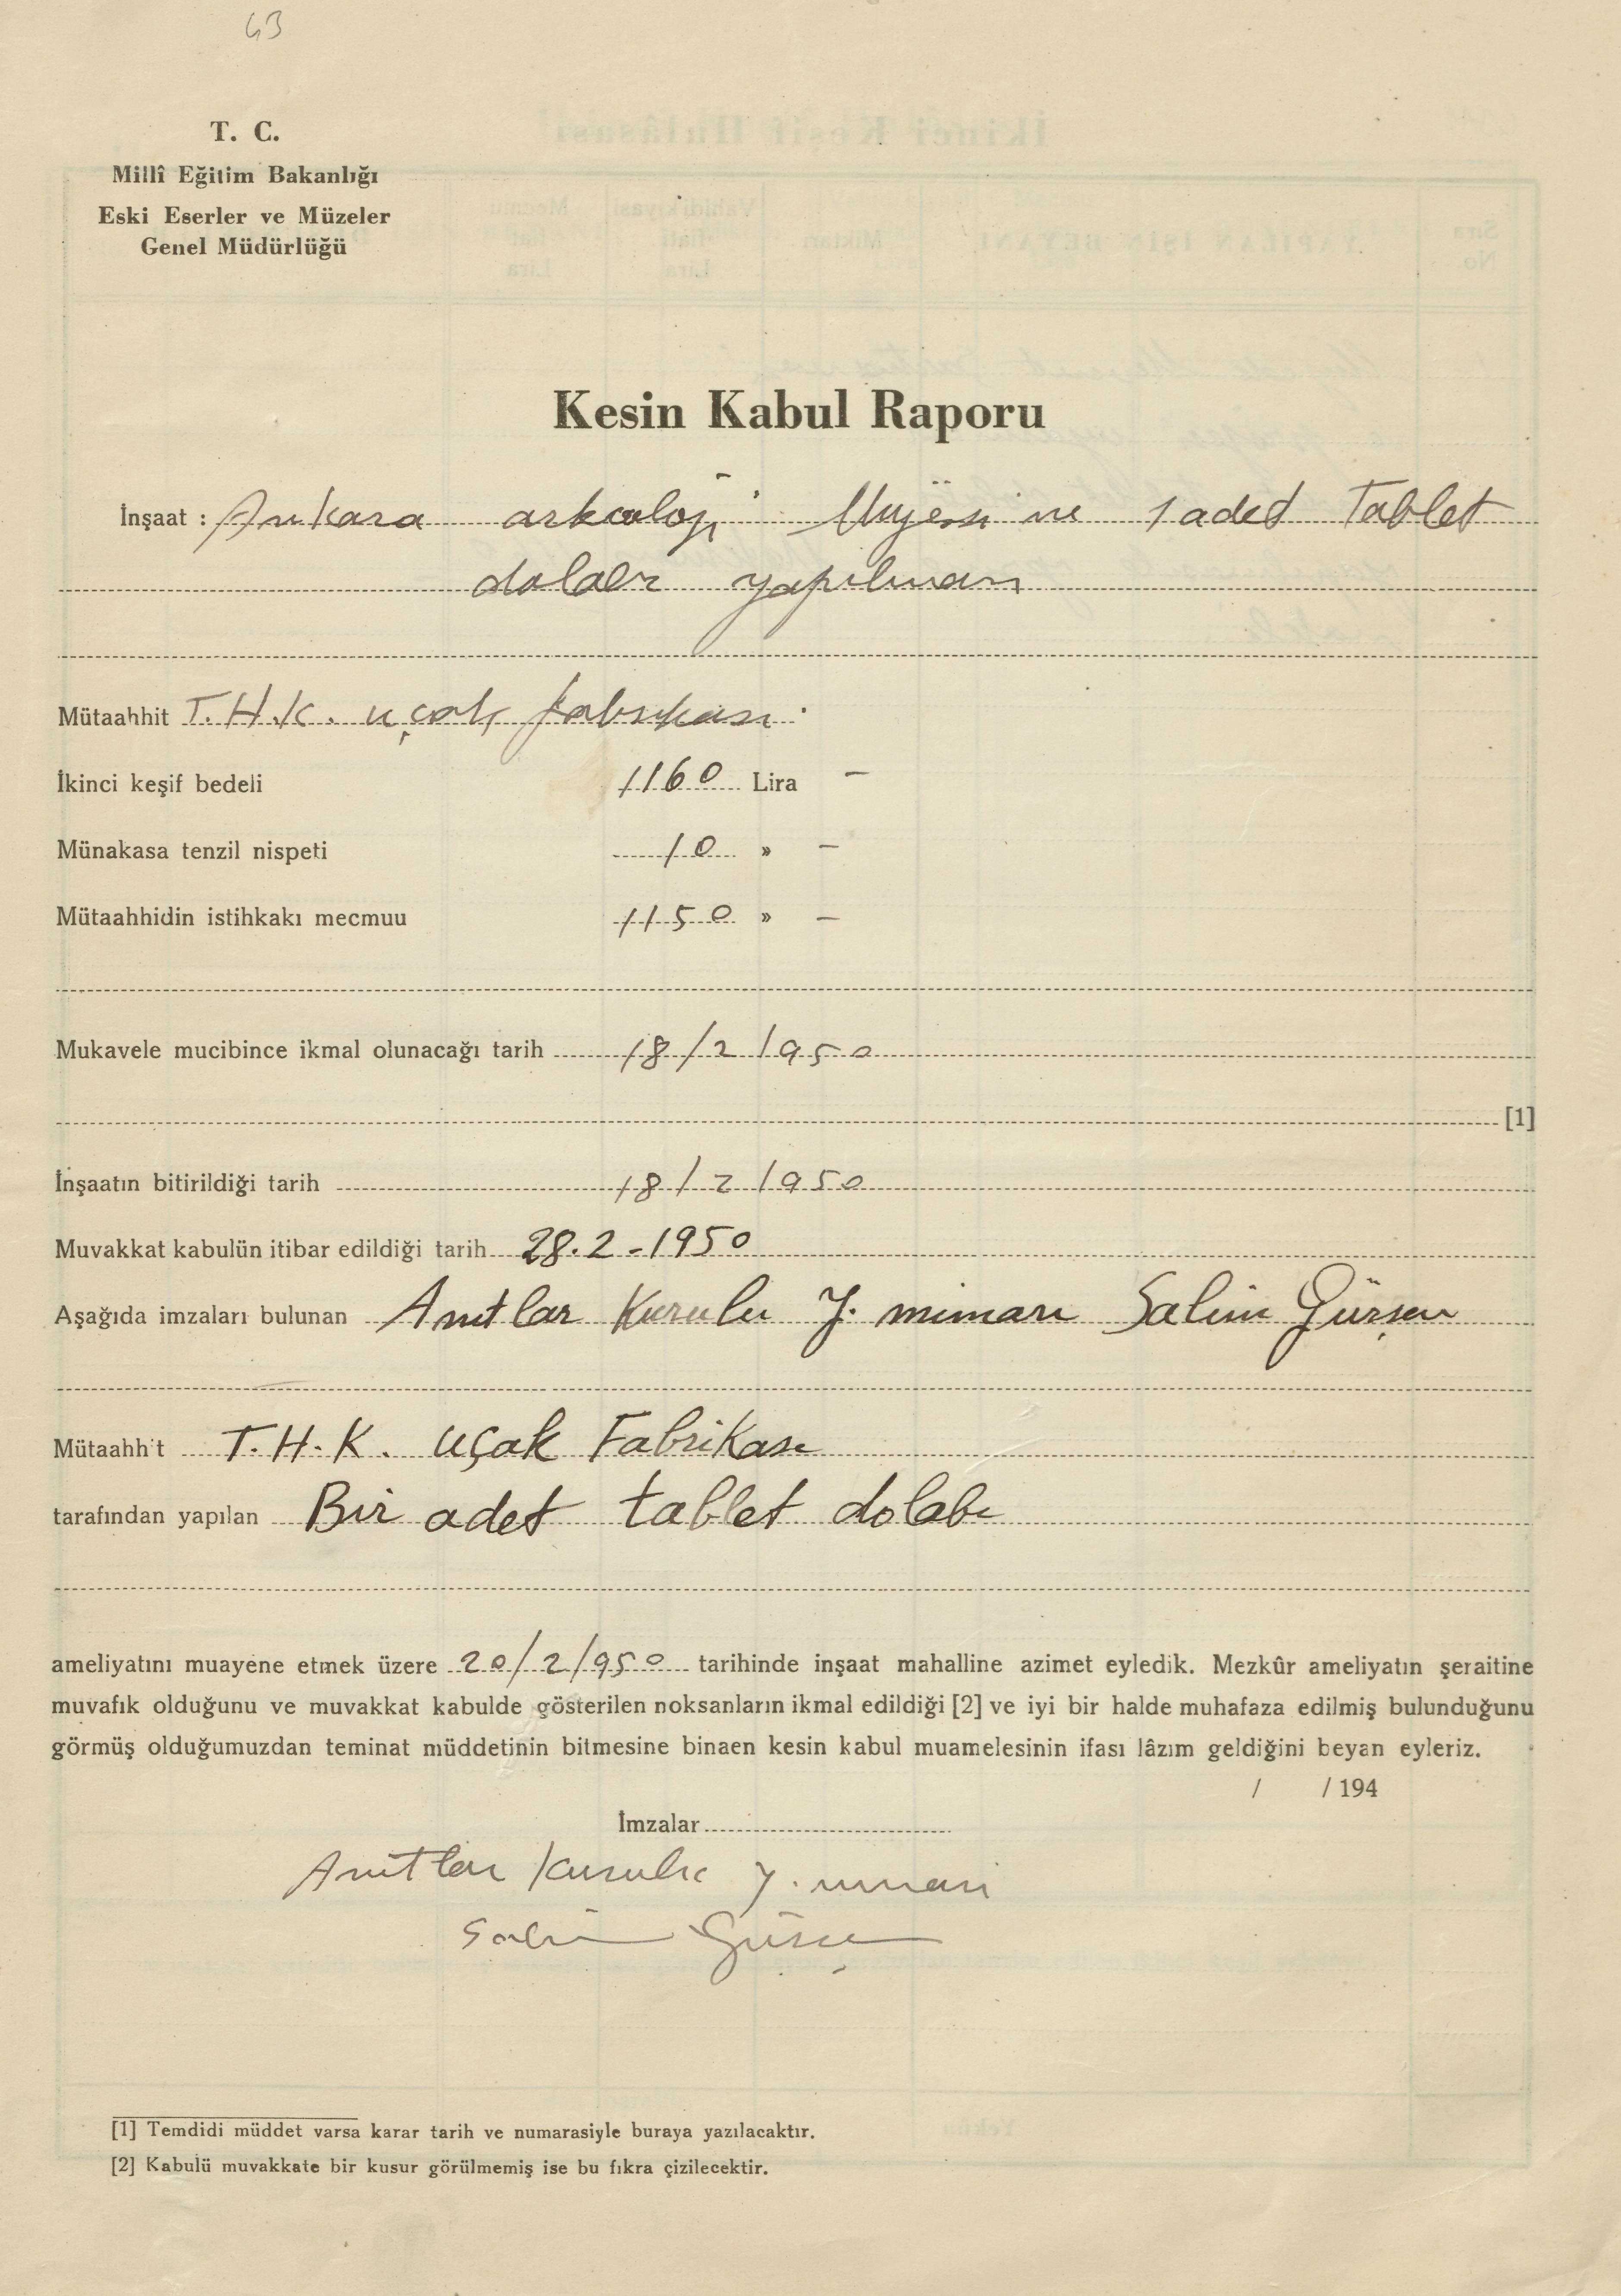 43
T. C.
Millî Eğitim Bakanlığı
Eski Eserler ve Müzeler
Genel Müdürlüğü
Kesin Kabul Raporu
İnşaat : Ankara arkeoloji Müzesine 1 adet Tablet
dolabı yapılması
Mütaahhit T.H.K. uçak fabrikası
İkinci keşif bedeli 1160 Lira –
Münakasa tenzil nispeti 10 » –
Mütaahhidin istihkakı mecmuu 1150 » –
Mukavele mucibince ikmal olunacağı tarih 18/2/950
[1]
İnşaatın bitirildiği tarih 18/2/950
Muvakkat kabulün itibar edildiği tarih 28.2-1950
Aşağıda imzaları bulunan Anıtlar Kurulu Y. mimarı Salim Gürşen
Mütaahhit T.H.K. uçak Fabrikası
tarafından yapılan Bir adet tablet dolabı
ameliyatını muayene etmek üzere 20/2/950 tarihinde inşaat mahalline azimet eyledik. Mezkûr ameliyatın şeraitine
muvafık olduğunu ve muvakkat kabulde gösterilen noksanların ikmal edildiği [2] ve iyi bir halde muhafaza edilmiş bulunduğunu
görmüş olduğumuzdan teminat müddetinin bitmesine binaen kesin kabul muamelesinin ifası lâzım geldiğini beyan eyleriz.
/ / 194
İmzalar
Anıtlar Kurulu Y. mimarı
Salim Gürşen
[1] Temdidi müddet varsa karar tarih ve numarasiyle buraya yazılacaktır.
[2] Kabulü muvakkate bir kusur görülmemiş ise bu fıkra çizilecektir.